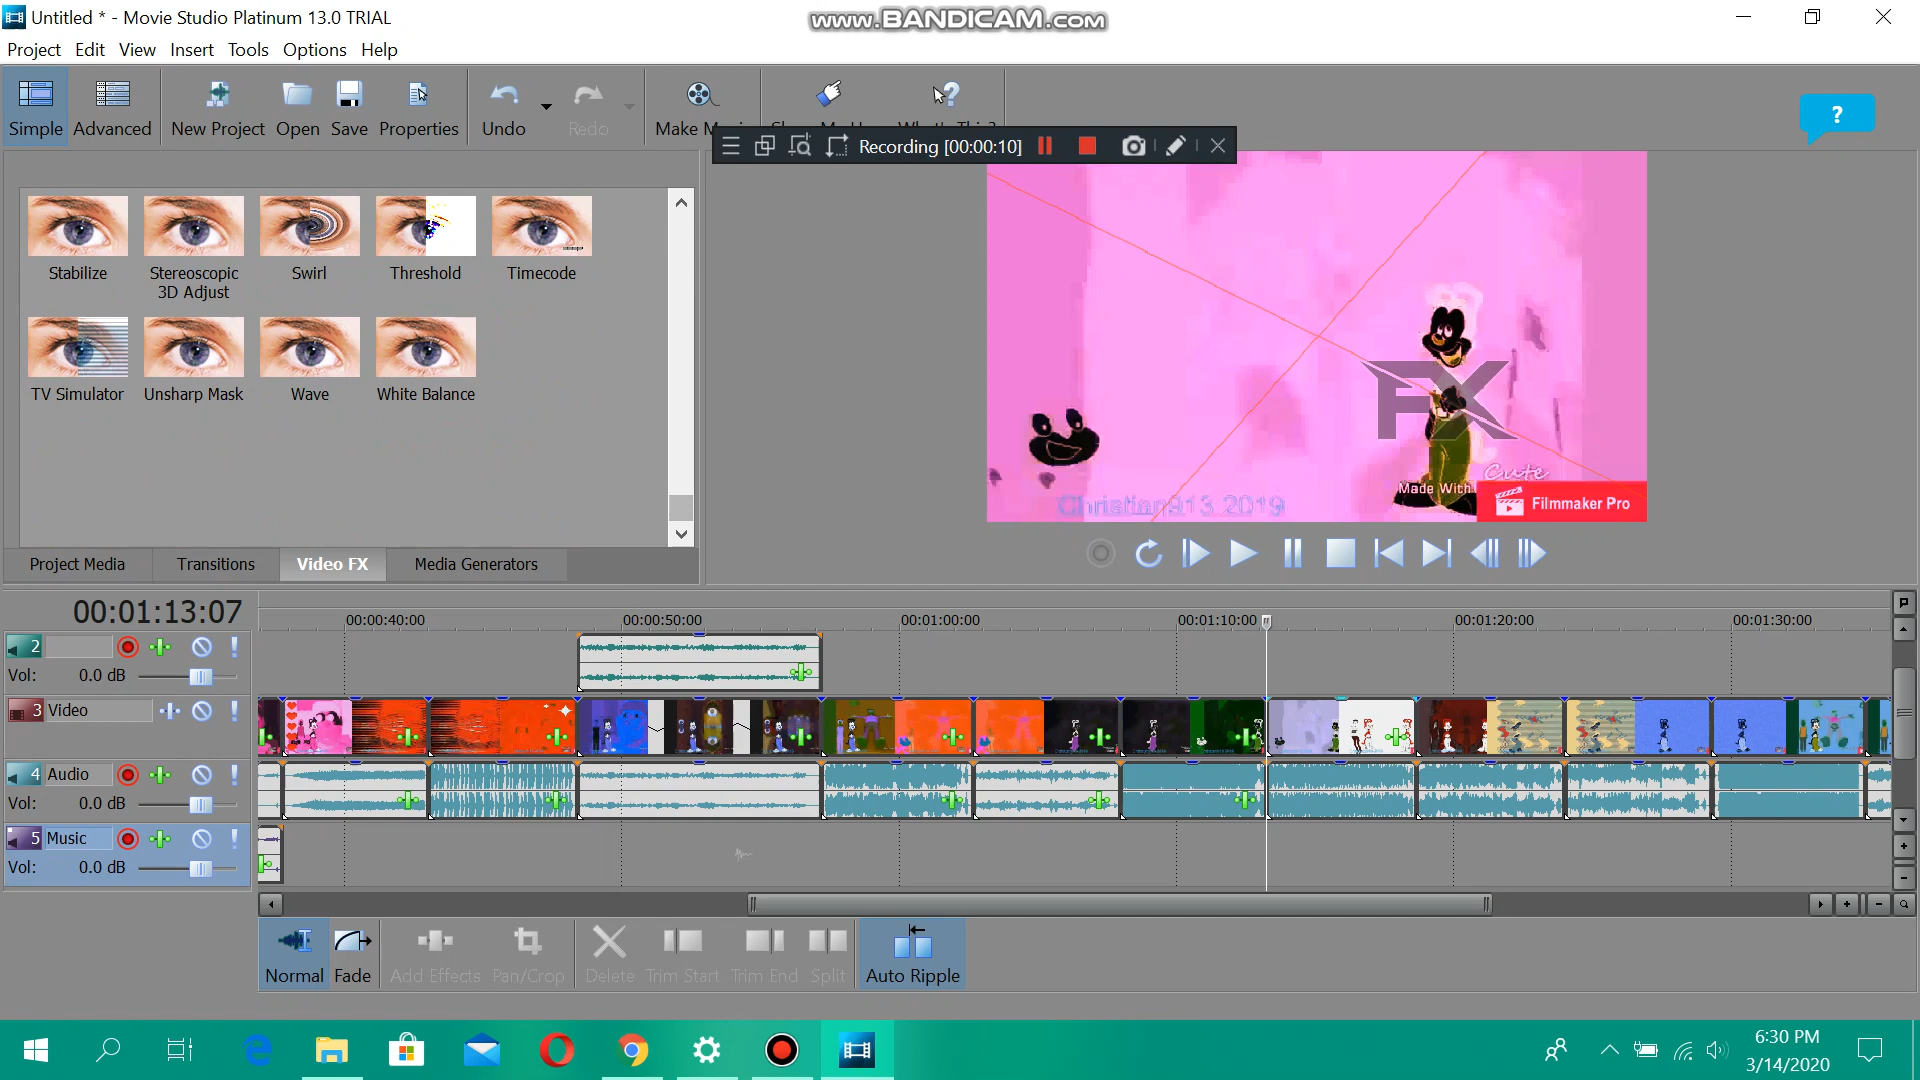 Untitled * - Movie Studio Platinum 13.0 TRIAL
www.BANDICAM.com
Project Edit View Insert Tools Options Help
Simple Advanced New Project Open Save Properties Undo Redo Make
?
Recording [00:00:10]
Stabilize Stereoscopic 3D Adjust Swirl Threshold Timecode
TV Simulator Unsharp Mask Wave White Balance
FX
Cute
Made With
Filmmaker Pro
Christian913 2019
Project Media Transitions Video FX Media Generators
00:01:13:07
00:00:40:00 00:00:50:00 00:01:00:00 00:01:10:00 00:01:20:00 00:01:30:00
2
Vol: 0.0 dB
3 Video
4 Audio
Vol: 0.0 dB
5 Music
Vol: 0.0 dB
Normal Fade Add Effects Pan/Crop Delete Trim Start Trim End Split Auto Ripple
6:30 PM
3/14/2020